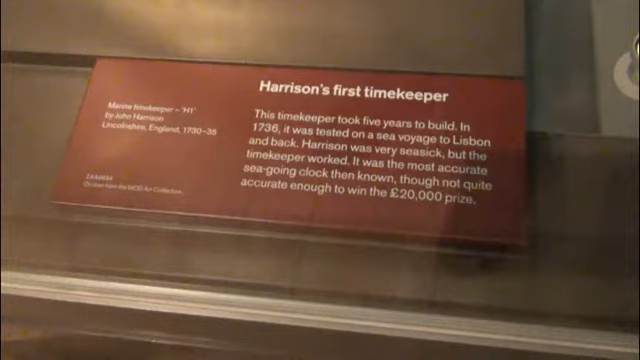 Harrison's first timekeeper
Marine timekeeper – 'H1'
by John Harrison
Lincolnshire, England, 1730–35
This timekeeper took five years to build. In
1736, it was tested on a sea voyage to Lisbon
and back. Harrison was very seasick, but the
timekeeper worked. It was the most accurate
sea-going clock then known, though not quite
accurate enough to win the £20,000 prize.
On loan from the MOD Art Collection.